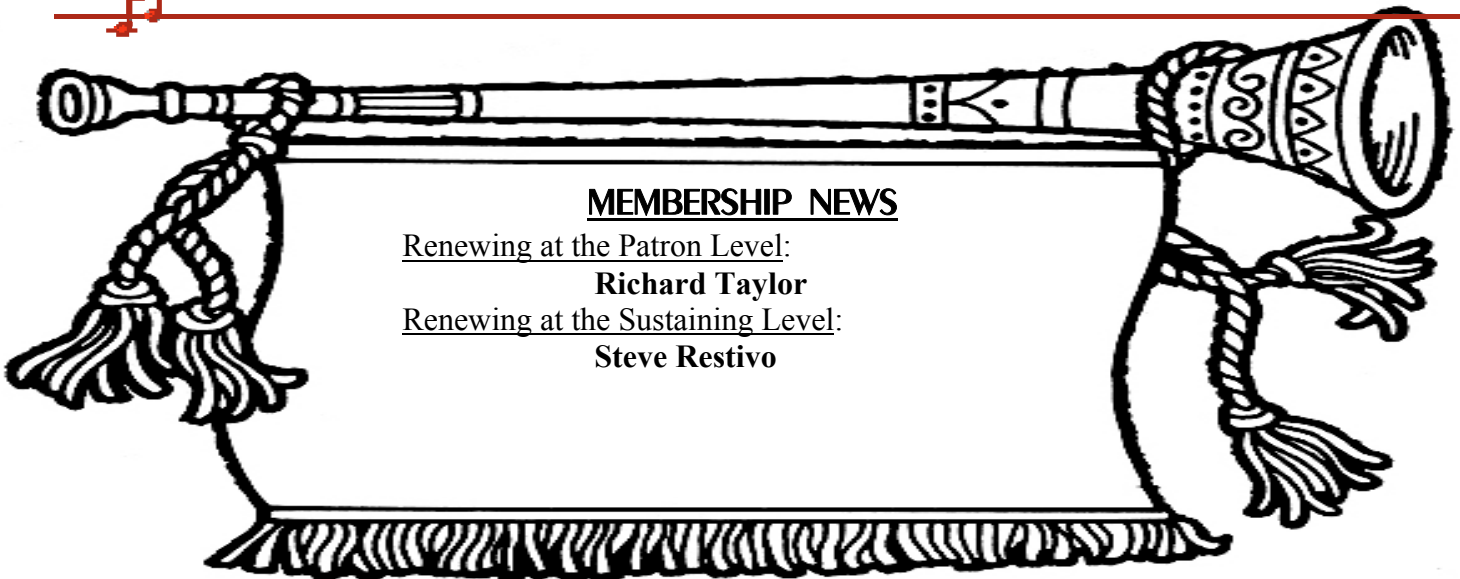 MEMBERSHIP NEWS
Renewing at the Patron Level:
Richard Taylor
Renewing at the Sustaining Level:
Steve Restivo